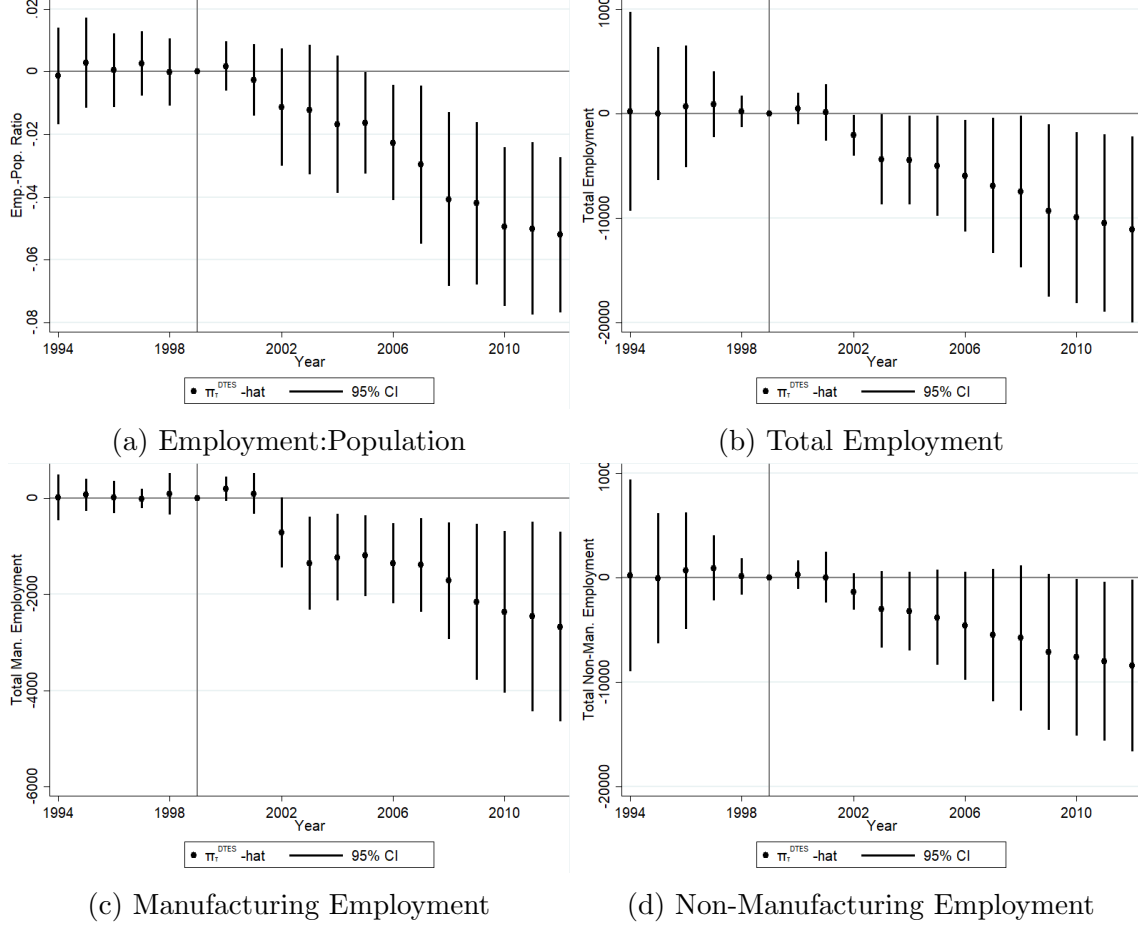 .02
0
-.02
-.04
-.06
-.08
Emp.-Pop. Ratio
1994 1998 2002 2006 2010
Year
π_T^DTES -hat 95% CI
(a) Employment:Population
0
-10000
-20000
Total Employment
1994 1998 2002 2006 2010
Year
π_T^DTES -hat 95% CI
(b) Total Employment
0
-2000
-4000
-6000
Total Man. Employment
1994 1998 2002 2006 2010
Year
π_T^DTES -hat 95% CI
(c) Manufacturing Employment
0
-10000
-20000
Total Non-Man. Employment
1994 1998 2002 2006 2010
Year
π_T^DTES -hat 95% CI
(d) Non-Manufacturing Employment